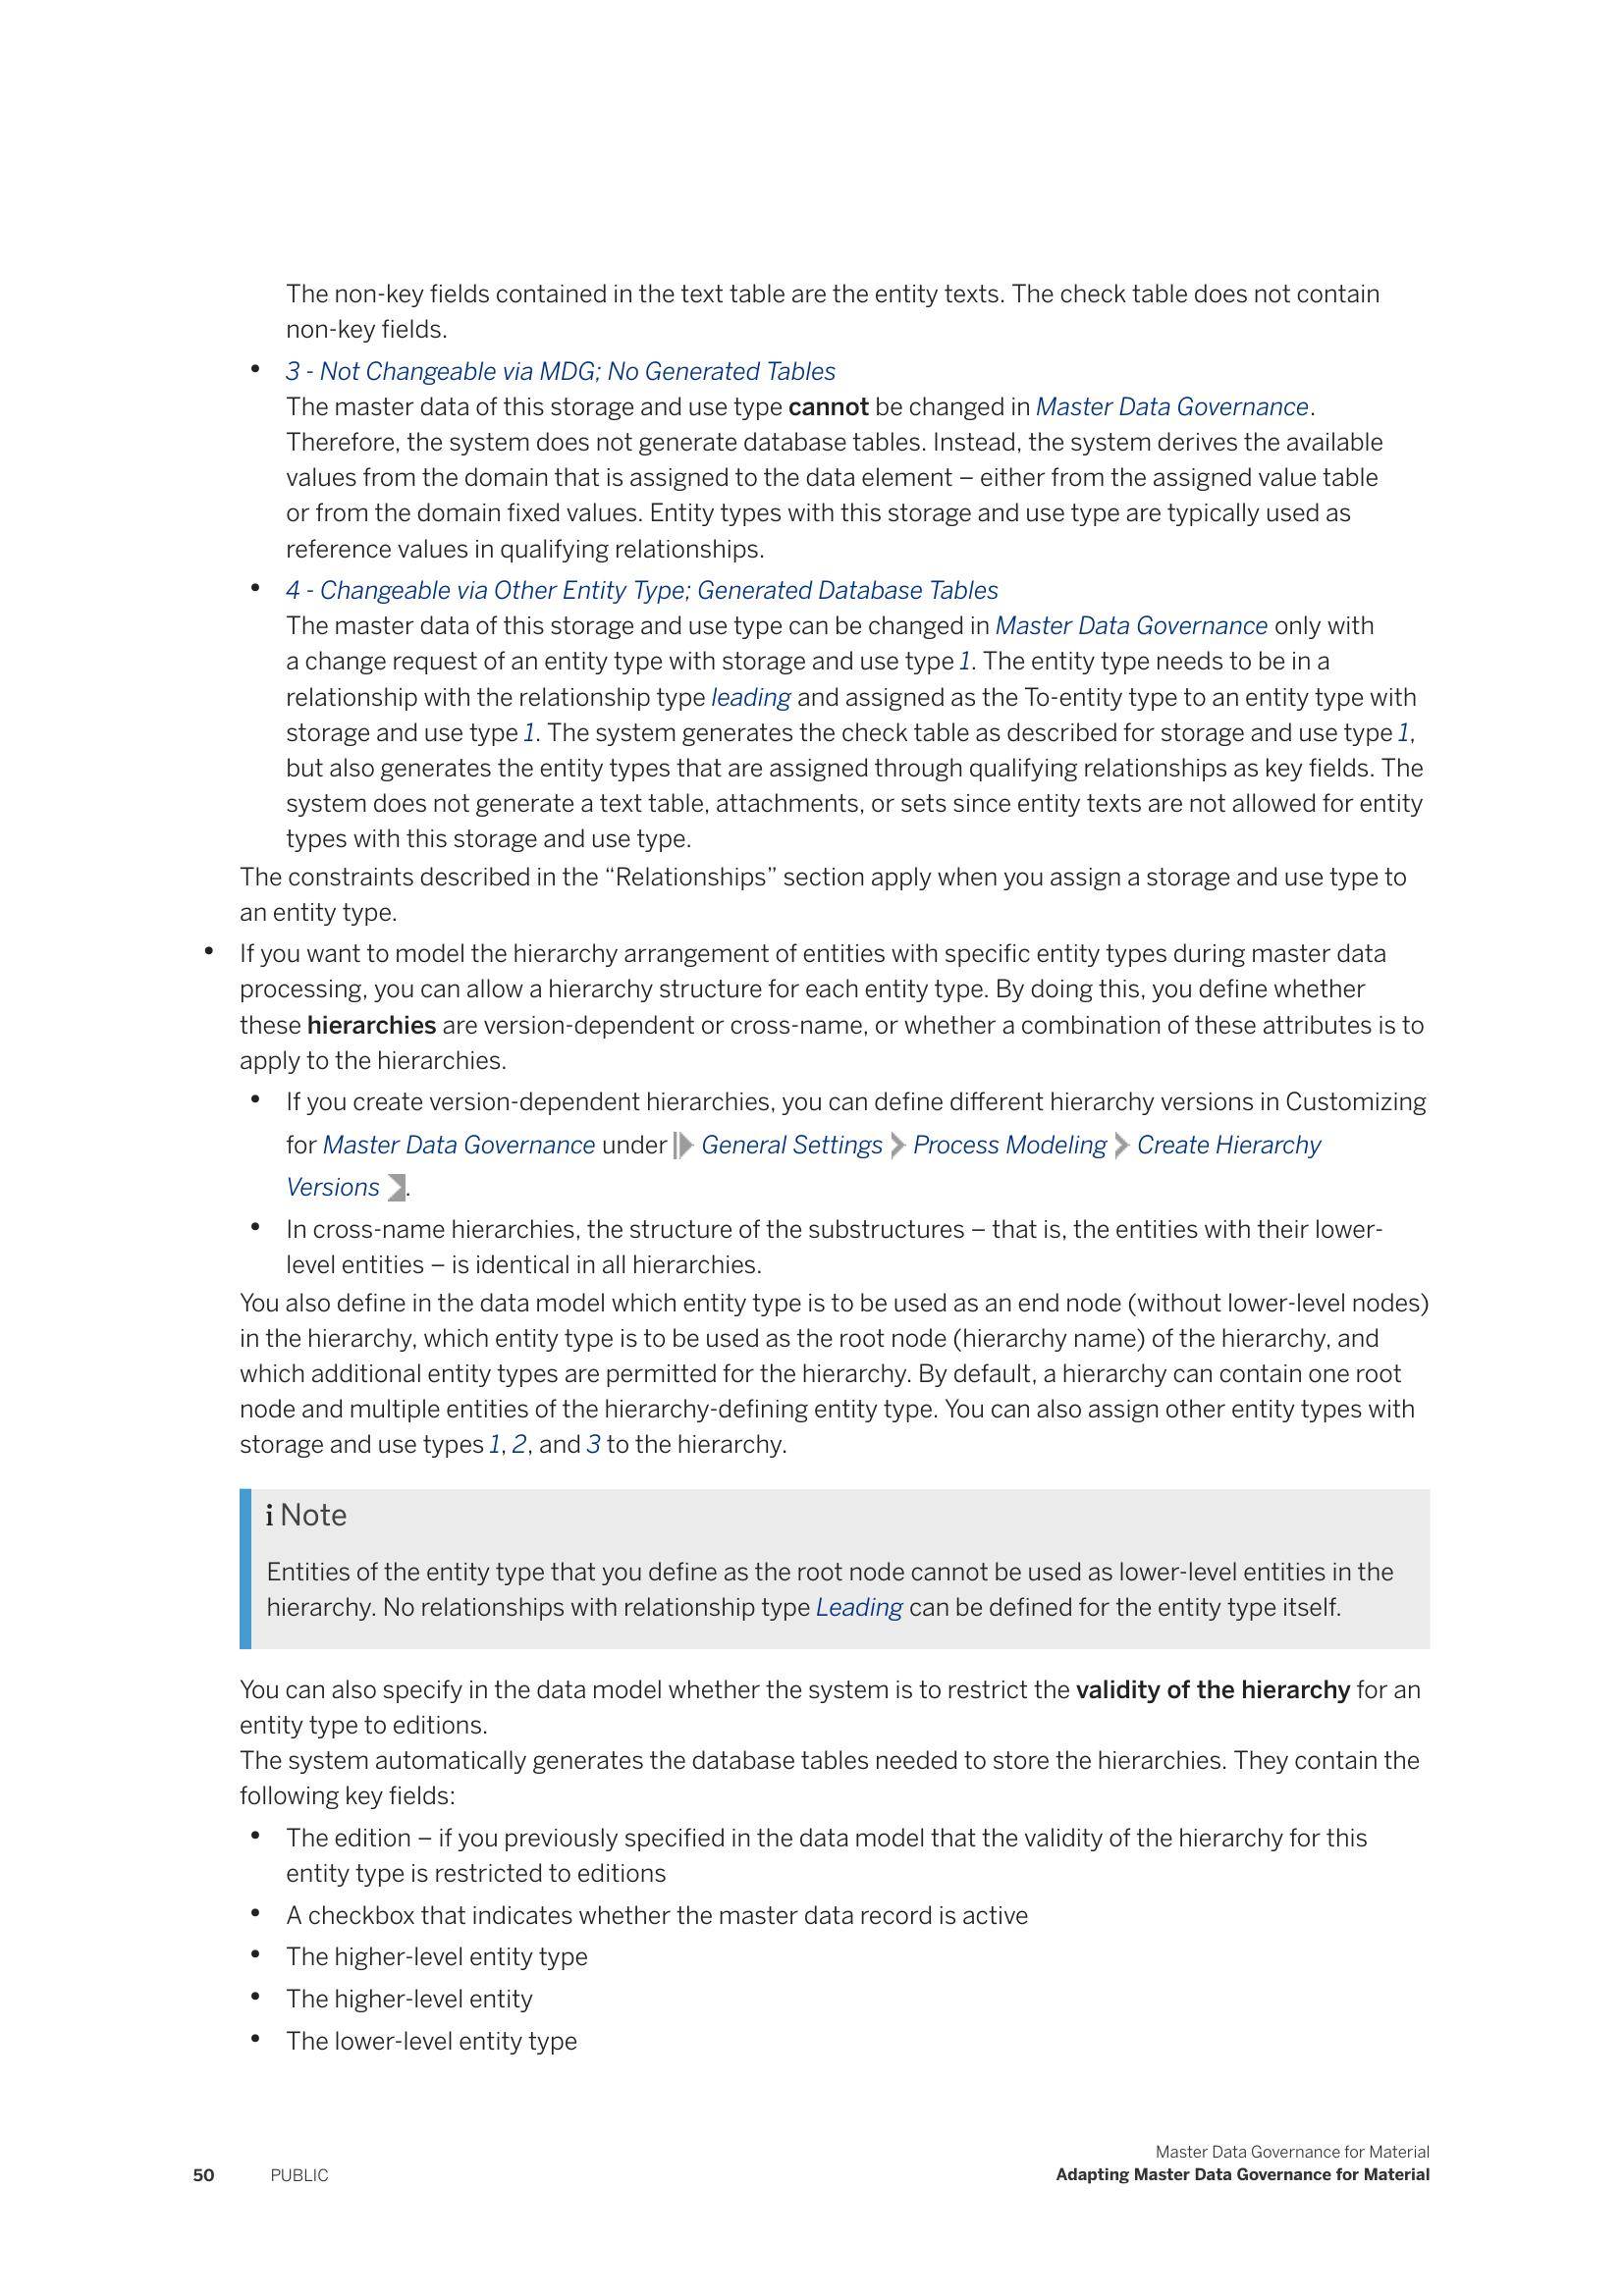 The non-key fields contained in the text table are the entity texts. The check table does not contain
non-key fields.
• 3 - Not Changeable via MDG; No Generated Tables
The master data of this storage and use type cannot be changed in Master Data Governance.
Therefore, the system does not generate database tables. Instead, the system derives the available
values from the domain that is assigned to the data element – either from the assigned value table
or from the domain fixed values. Entity types with this storage and use type are typically used as
reference values in qualifying relationships.
• 4 - Changeable via Other Entity Type; Generated Database Tables
The master data of this storage and use type can be changed in Master Data Governance only with
a change request of an entity type with storage and use type 1. The entity type needs to be in a
relationship with the relationship type leading and assigned as the To-entity type to an entity type with
storage and use type 1. The system generates the check table as described for storage and use type 1,
but also generates the entity types that are assigned through qualifying relationships as key fields. The
system does not generate a text table, attachments, or sets since entity texts are not allowed for entity
types with this storage and use type.
The constraints described in the “Relationships” section apply when you assign a storage and use type to
an entity type.
• If you want to model the hierarchy arrangement of entities with specific entity types during master data
processing, you can allow a hierarchy structure for each entity type. By doing this, you define whether
these hierarchies are version-dependent or cross-name, or whether a combination of these attributes is to
apply to the hierarchies.
• If you create version-dependent hierarchies, you can define different hierarchy versions in Customizing
for Master Data Governance under General Settings Process Modeling Create Hierarchy
Versions .
• In cross-name hierarchies, the structure of the substructures – that is, the entities with their lower-
level entities – is identical in all hierarchies.
You also define in the data model which entity type is to be used as an end node (without lower-level nodes)
in the hierarchy, which entity type is to be used as the root node (hierarchy name) of the hierarchy, and
which additional entity types are permitted for the hierarchy. By default, a hierarchy can contain one root
node and multiple entities of the hierarchy-defining entity type. You can also assign other entity types with
storage and use types 1, 2, and 3 to the hierarchy.
i Note
Entities of the entity type that you define as the root node cannot be used as lower-level entities in the
hierarchy. No relationships with relationship type Leading can be defined for the entity type itself.
You can also specify in the data model whether the system is to restrict the validity of the hierarchy for an
entity type to editions.
The system automatically generates the database tables needed to store the hierarchies. They contain the
following key fields:
• The edition – if you previously specified in the data model that the validity of the hierarchy for this
entity type is restricted to editions
• A checkbox that indicates whether the master data record is active
• The higher-level entity type
• The higher-level entity
• The lower-level entity type
Master Data Governance for Material
50 PUBLIC Adapting Master Data Governance for Material